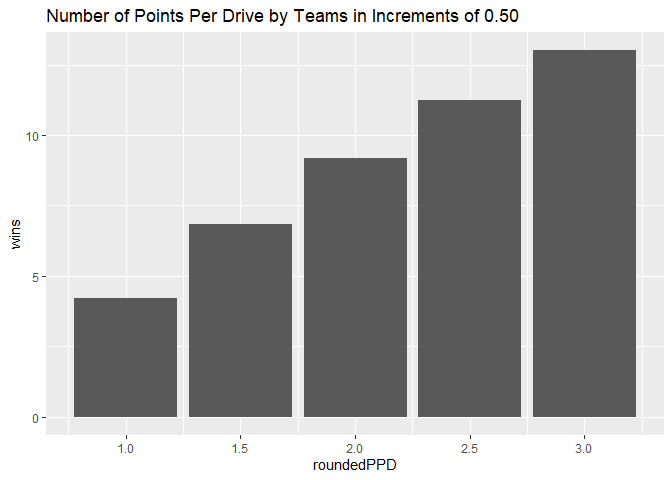 Number of Points Per Drive by Teams in Increments of 0.50
wins
10
5
0
1.0 1.5 2.0 2.5 3.0
roundedPPD